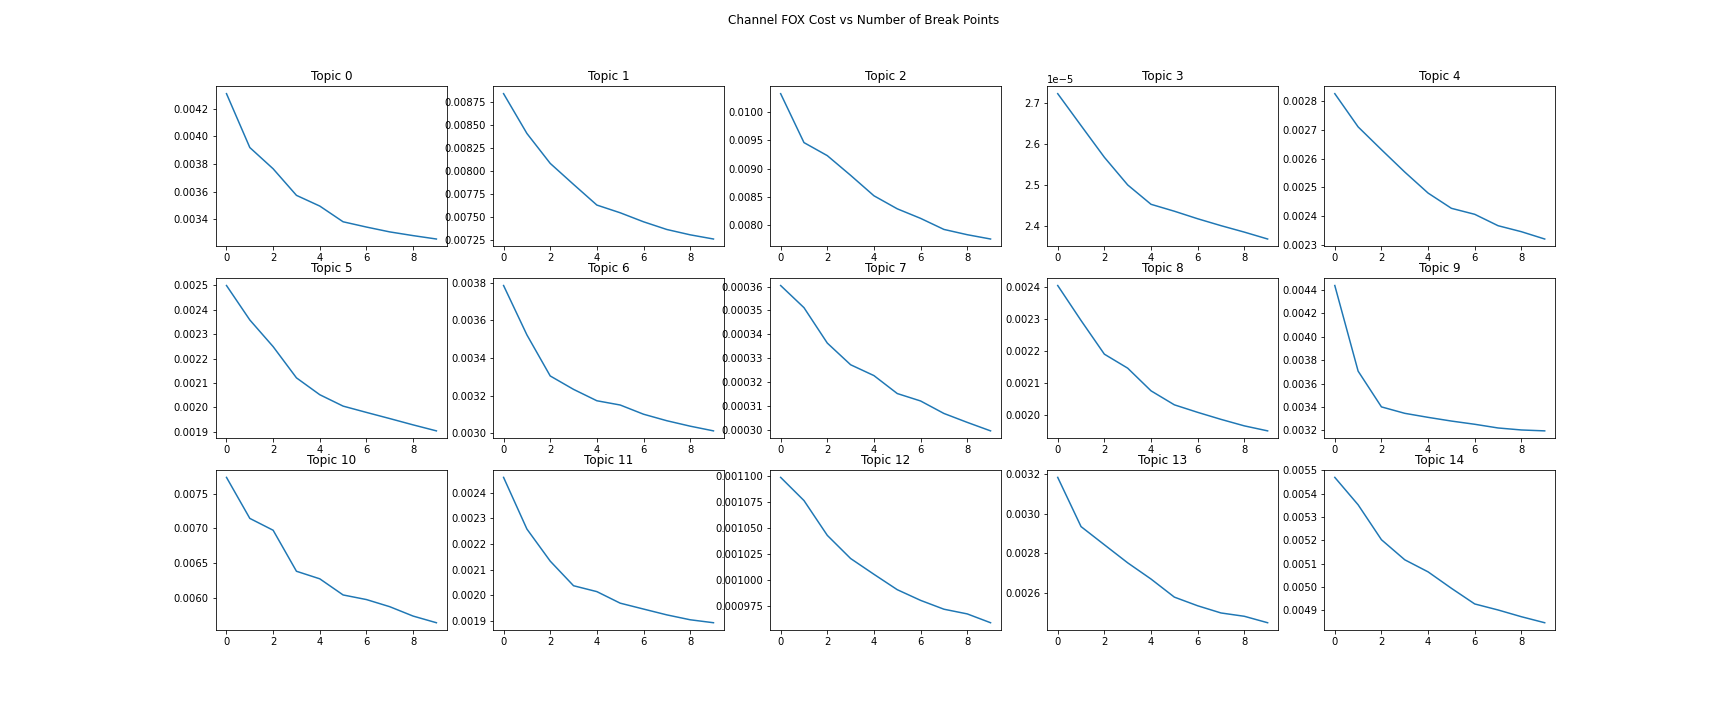 Channel FOX Cost vs Number of Break Points
Topic 0
0.0042
0.0040
0.0038
0.0036
0.0034
0 2 4 6 8
Topic 1
0.00875
0.00850
0.00825
0.00800
0.00775
0.00750
0.00725
0 2 4 6 8
Topic 2
0.0100
0.0095
0.0090
0.0085
0.0080
0 2 4 6 8
Topic 3
1e−5
2.7
2.6
2.5
2.4
0 2 4 6 8
Topic 4
0.0028
0.0027
0.0026
0.0025
0.0024
0.0023
0 2 4 6 8
Topic 5
0.0025
0.0024
0.0023
0.0022
0.0021
0.0020
0.0019
0 2 4 6 8
Topic 6
0.0038
0.0036
0.0034
0.0032
0.0030
0 2 4 6 8
Topic 7
0.00036
0.00035
0.00034
0.00033
0.00032
0.00031
0.00030
0 2 4 6 8
Topic 8
0.0024
0.0023
0.0022
0.0021
0.0020
0 2 4 6 8
Topic 9
0.0044
0.0042
0.0040
0.0038
0.0036
0.0034
0.0032
0 2 4 6 8
Topic 10
0.0075
0.0070
0.0065
0.0060
0 2 4 6 8
Topic 11
0.0024
0.0023
0.0022
0.0021
0.0020
0.0019
0 2 4 6 8
Topic 12
0.001100
0.001075
0.001050
0.001025
0.001000
0.000975
0 2 4 6 8
Topic 13
0.0032
0.0030
0.0028
0.0026
0 2 4 6 8
Topic 14
0.0055
0.0054
0.0053
0.0052
0.0051
0.0050
0.0049
0 2 4 6 8